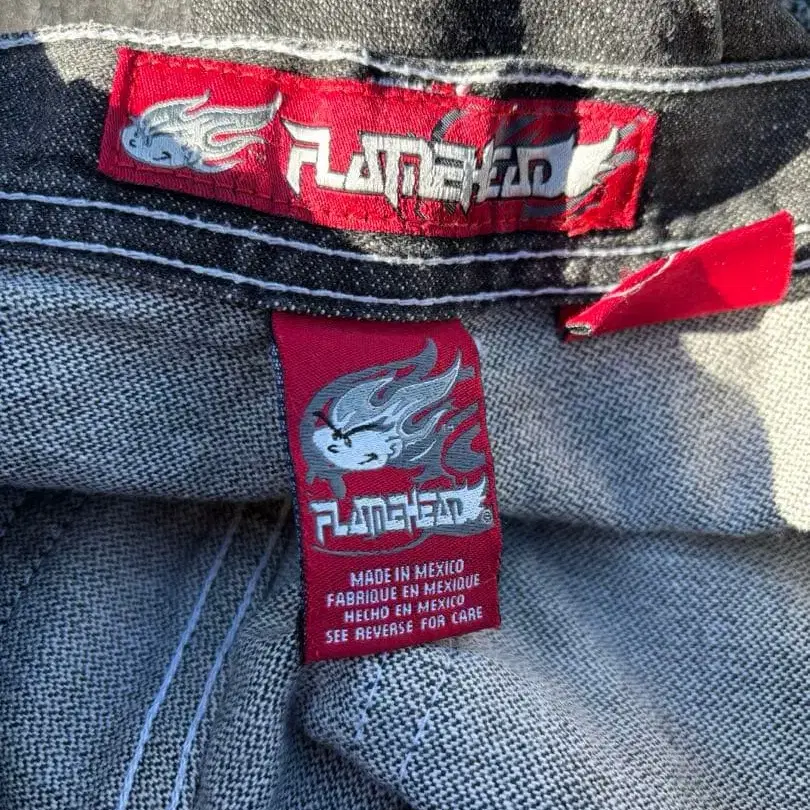 FLAMEHEAD
FLAMEHEAD®
MADE IN MEXICO
FABRIQUE EN MEXIQUE
HECHO EN MEXICO
SEE REVERSE FOR CARE